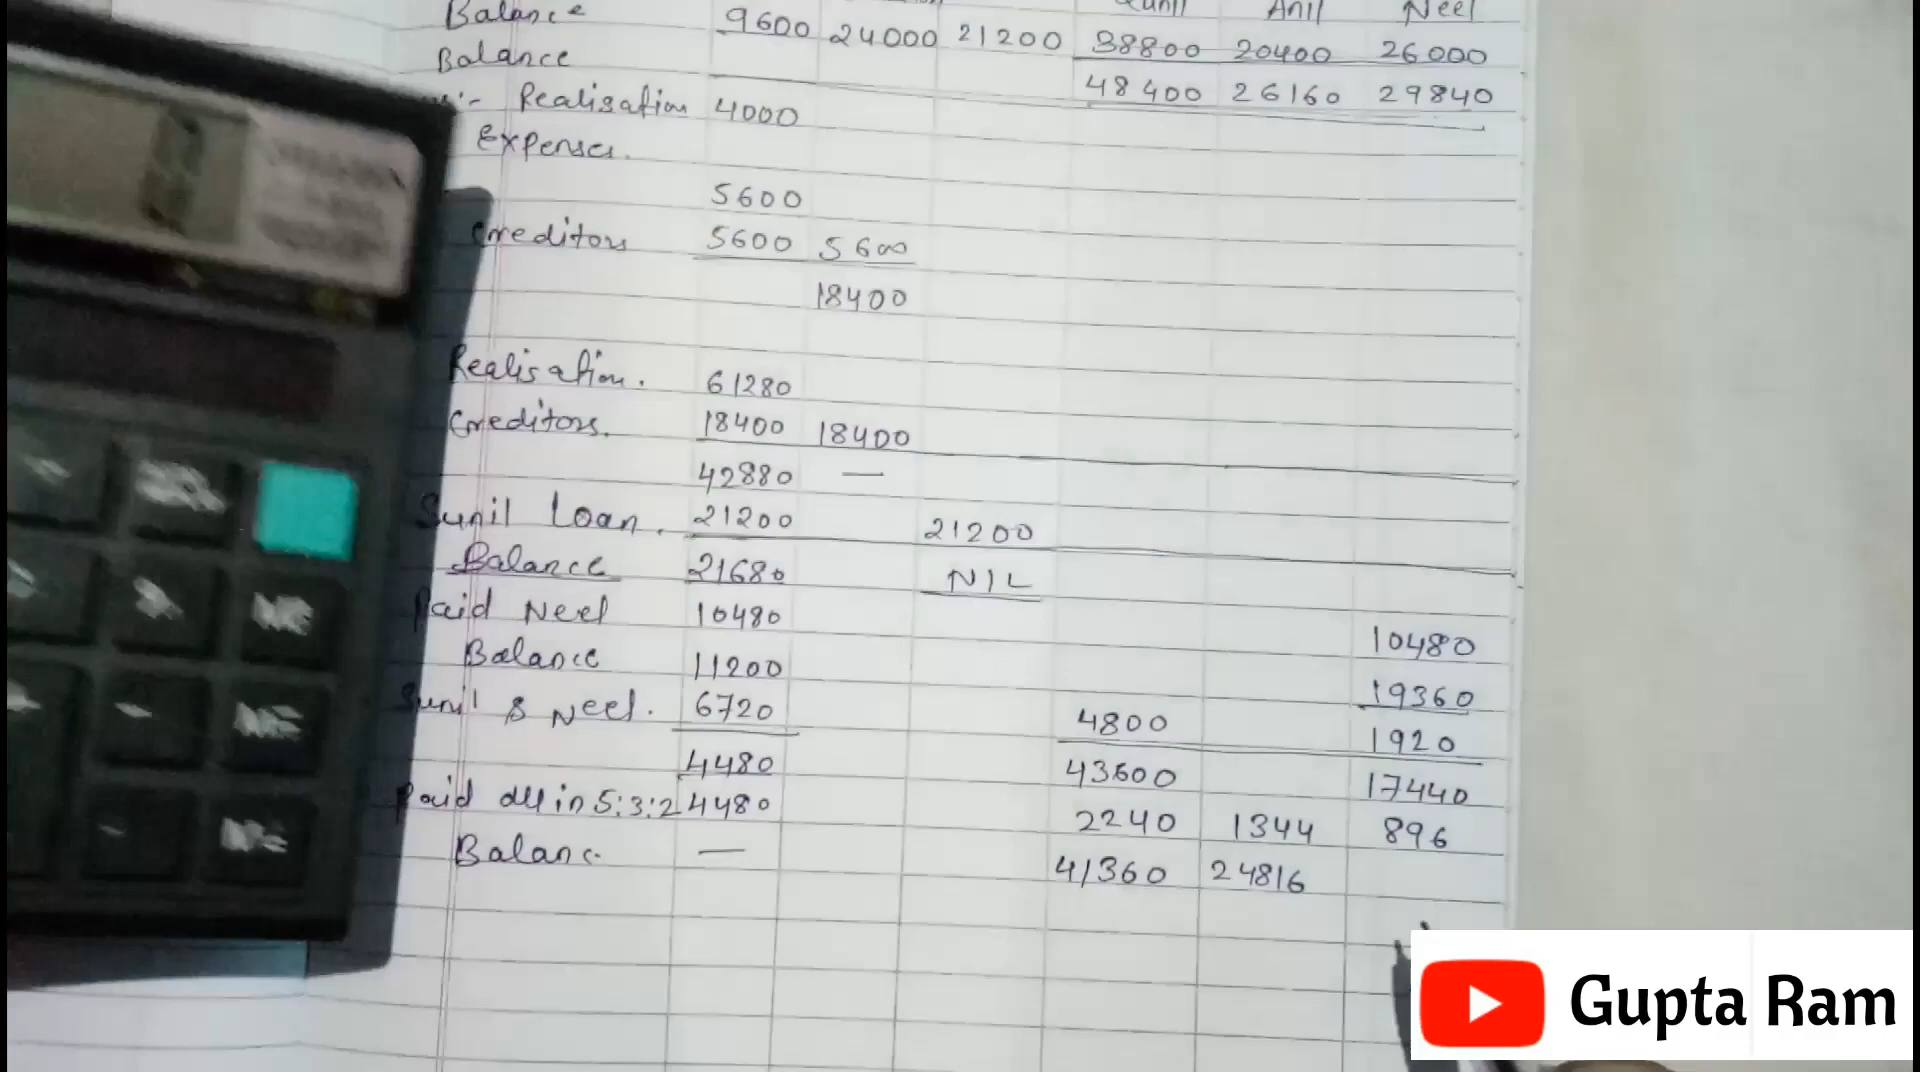 Sunil Anil Neel
Balance 9600 24000 21200 38800 20400 26000
Balance 48400 26160 29840
:- Realisation 4000
Expenses.
5600
Creditors 5600 5600
18400
Realisation. 61280
Creditors. 18400 18400
42880 —
Sunil Loan. 21200 21200
Balance 21680 NIL
Paid Neel 10480 10480
Balance 11200 19360
Sunil & Neel. 6720 4800 1920
4480 43600 17440
Paid all in 5:3:2 4480 2240 1344 896
Balanc. — 41360 24816
Gupta Ram